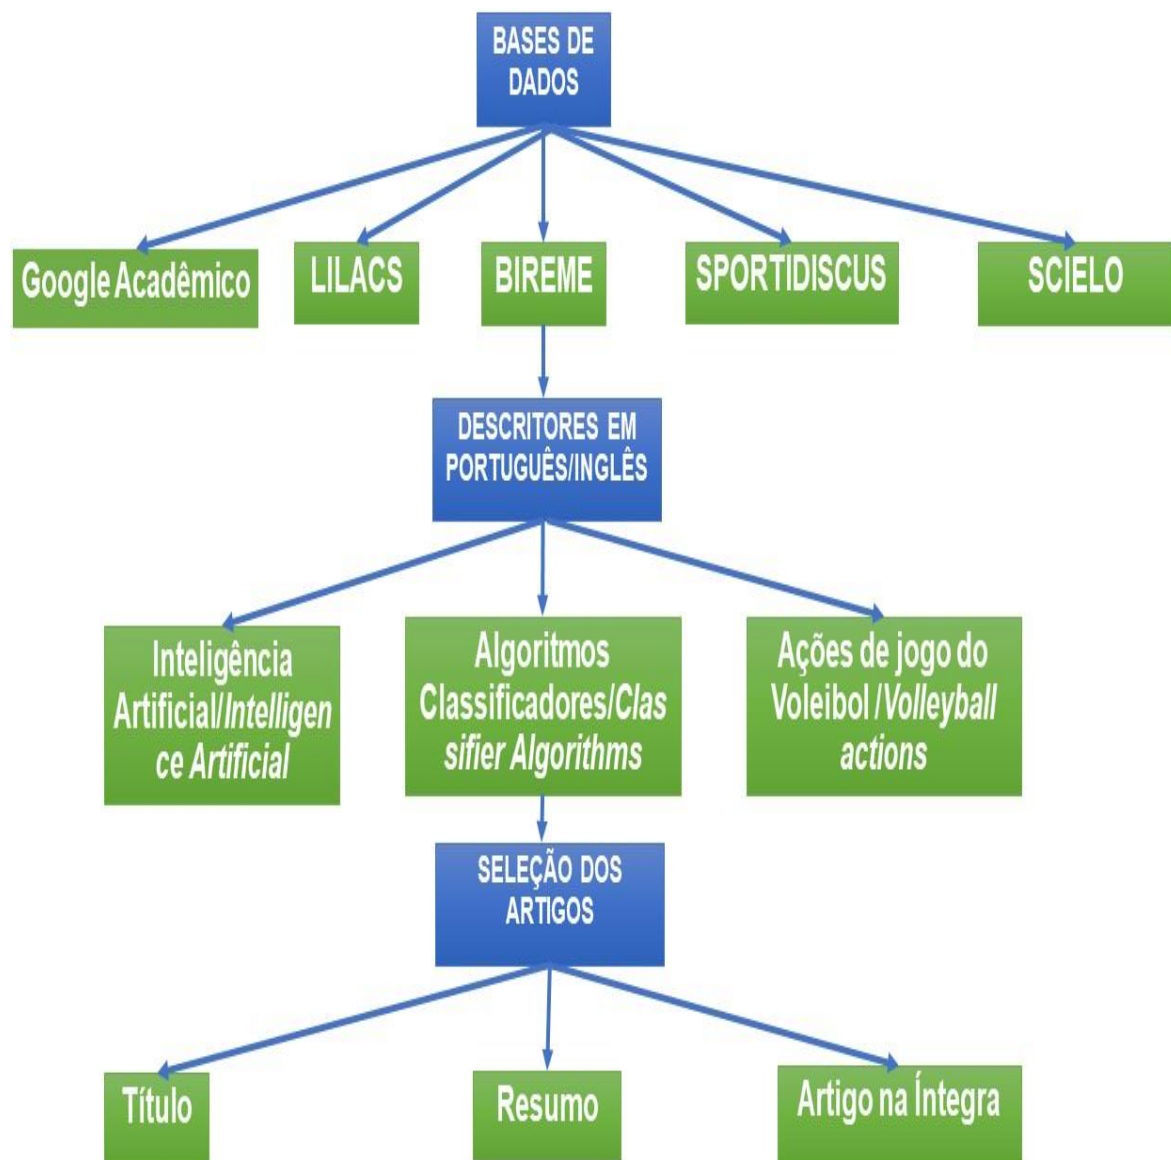 BASES DE
DADOS
Google Acadêmico
LILACS
BIREME
SPORTIDISCUS
SCIELO
DESCRITORES EM
PORTUGUÊS/INGLÊS
Inteligência
Artificial/Intelligen
ce Artificial
Algoritmos
Classificadores/Clas
sifier Algorithms
Ações de jogo do
Voleibol /Volleyball
actions
SELEÇÃO DOS
ARTIGOS
Título
Resumo
Artigo na Íntegra